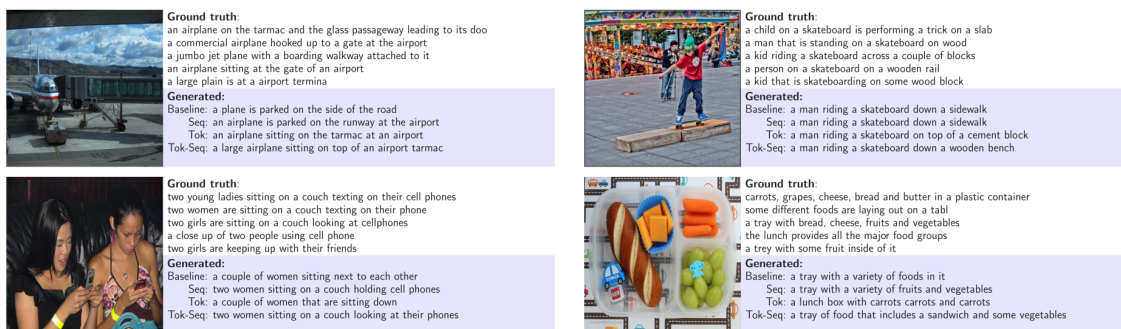 Ground truth:
an airplane on the tarmac and the glass passageway leading to its doo
a commercial airplane hooked up to a gate at the airport
a jumbo jet plane with a boarding walkway attached to it
an airplane sitting at the gate of an airport
a large plain is at a airport termina
Generated:
Baseline: a plane is parked on the side of the road
Seq: an airplane is parked on the runway at the airport
Tok: an airplane sitting on the tarmac at an airport
Tok-Seq: a large airplane sitting on top of an airport tarmac
Ground truth:
a child on a skateboard is performing a trick on a slab
a man that is standing on a skateboard on wood
a kid riding a skateboard across a couple of blocks
a person on a skateboard on a wooden rail
a kid that is skateboarding on some wood block
Generated:
Baseline: a man riding a skateboard down a sidewalk
Seq: a man riding a skateboard down a sidewalk
Tok: a man riding a skateboard on top of a cement block
Tok-Seq: a man riding a skateboard down a wooden bench
Ground truth:
two young ladies sitting on a couch texting on their cell phones
two women are sitting on a couch texting on their phone
two girls are sitting on a couch looking at cellphones
a close up of two people using cell phone
two girls are keeping up with their friends
Generated:
Baseline: a couple of women sitting next to each other
Seq: two women sitting on a couch holding cell phones
Tok: a couple of women that are sitting down
Tok-Seq: two women sitting on a couch looking at their phones
Ground truth:
carrots, grapes, cheese, bread and butter in a plastic container
some different foods are laying out on a tabl
a tray with bread, cheese, fruits and vegetables
the lunch provides all the major food groups
a trey with some fruit inside of it
Generated:
Baseline: a tray with a variety of foods in it
Seq: a tray with a variety of fruits and vegetables
Tok: a lunch box with carrots carrots and carrots
Tok-Seq: a tray of food that includes a sandwich and some vegetables